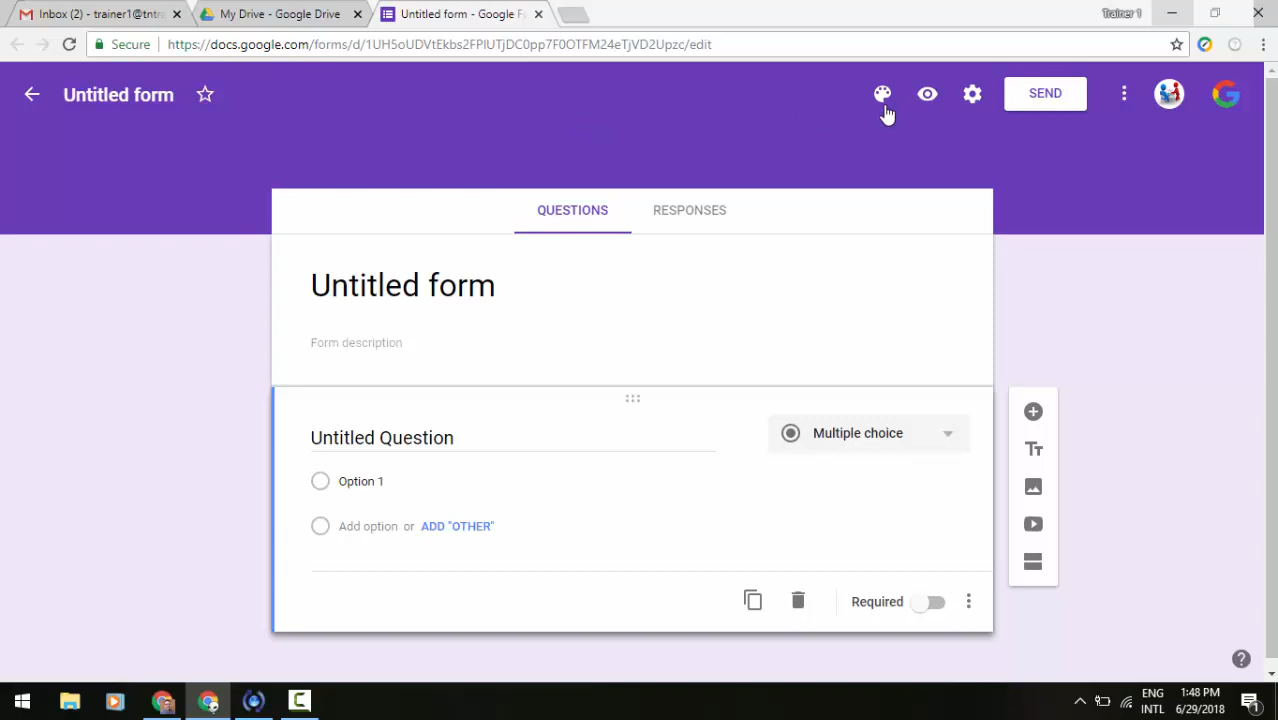 Inbox (2) - trainer1@tntra
My Drive - Google Drive
Untitled form - Google F
Trainer 1
Secure
https://docs.google.com/forms/d/1UH5oUDVtEkbs2FPlUTjDC0pp7F0OTFM24eTjVD2Upzc/edit
Untitled form
SEND
QUESTIONS
RESPONSES
Untitled form
Form description
Untitled Question
Multiple choice
Option 1
Add option or ADD "OTHER"
Required
ENG
INTL
1:48 PM
6/29/2018